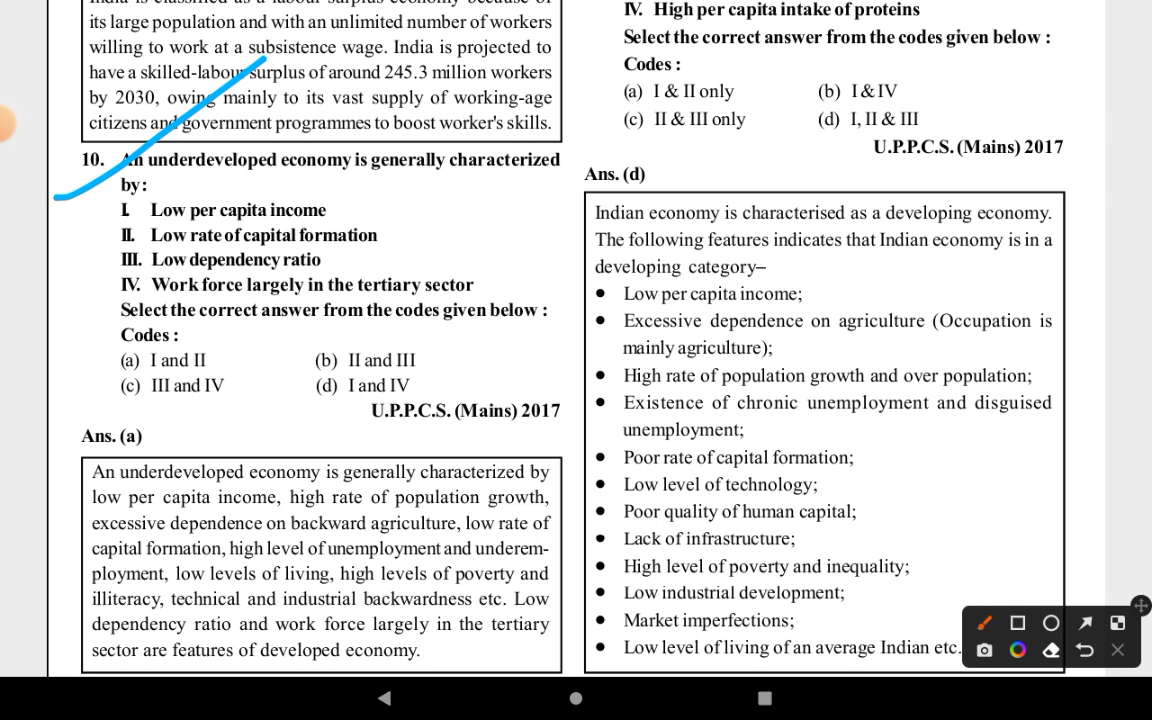 its large population and with an unlimited number of workers
willing to work at a subsistence wage. India is projected to
have a skilled-labour surplus of around 245.3 million workers
by 2030, owing mainly to its vast supply of working-age
citizens and government programmes to boost worker's skills.
10. An underdeveloped economy is generally characterized
by:
I. Low per capita income
II. Low rate of capital formation
III. Low dependency ratio
IV. Work force largely in the tertiary sector
Select the correct answer from the codes given below :
Codes :
(a) I and II (b) II and III
(c) III and IV (d) I and IV
U.P.P.C.S. (Mains) 2017
Ans. (a)
An underdeveloped economy is generally characterized by
low per capita income, high rate of population growth,
excessive dependence on backward agriculture, low rate of
capital formation, high level of unemployment and underem-
ployment, low levels of living, high levels of poverty and
illiteracy, technical and industrial backwardness etc. Low
dependency ratio and work force largely in the tertiary
sector are features of developed economy.
IV. High per capita intake of proteins
Select the correct answer from the codes given below :
Codes :
(a) I & II only (b) I & IV
(c) II & III only (d) I, II & III
U.P.P.C.S. (Mains) 2017
Ans. (d)
Indian economy is characterised as a developing economy.
The following features indicates that Indian economy is in a
developing category–
• Low per capita income;
• Excessive dependence on agriculture (Occupation is
mainly agriculture);
• High rate of population growth and over population;
• Existence of chronic unemployment and disguised
unemployment;
• Poor rate of capital formation;
• Low level of technology;
• Poor quality of human capital;
• Lack of infrastructure;
• High level of poverty and inequality;
• Low industrial development;
• Market imperfections;
• Low level of living of an average Indian etc.